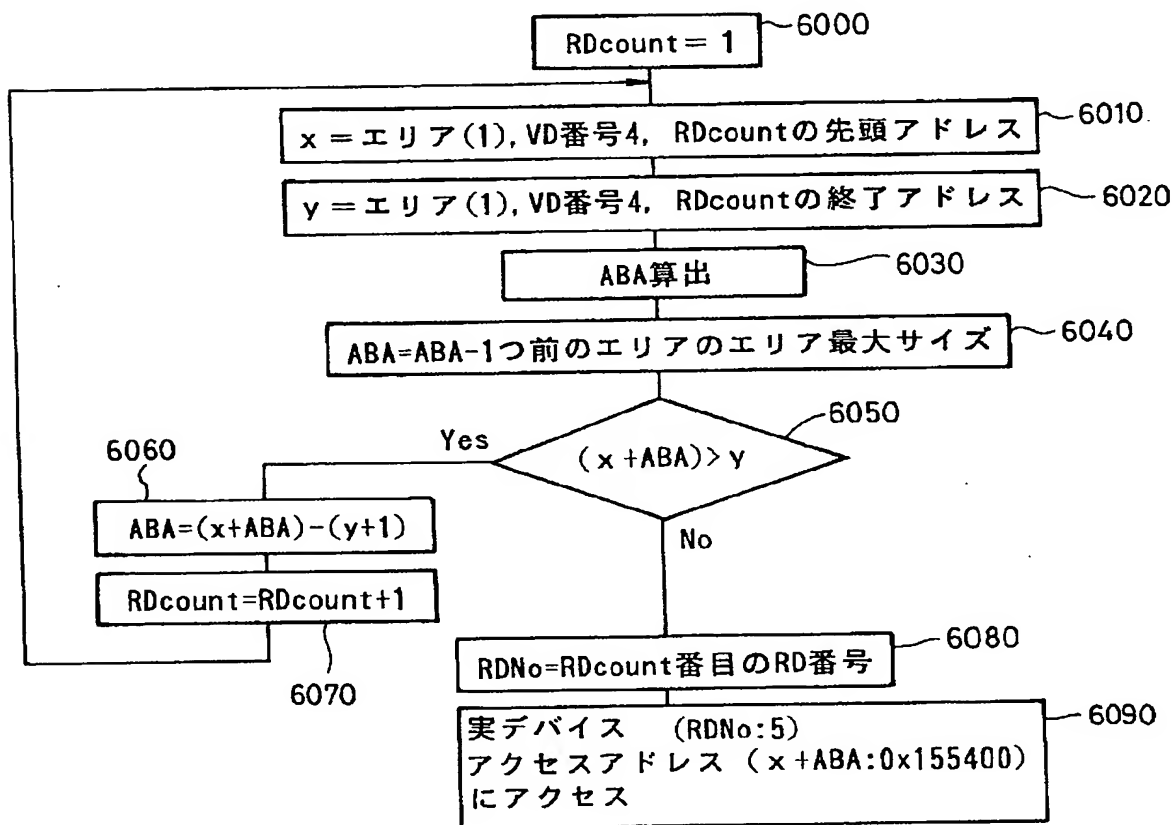 RDcount = 1
6000
x = エリア(1), VD番号4, RDcountの先頭アドレス
6010
y = エリア(1), VD番号4, RDcountの終了アドレス
6020
ABA算出
6030
ABA=ABA-1つ前のエリアのエリア最大サイズ
6040
(x+ABA)>y
6050
Yes
6060
ABA=(x+ABA)-(y+1)
No
RDcount=RDcount+1
6070
RDNo=RDcount番目のRD番号
6080
実デバイス (RDNo:5)
アクセスアドレス (x+ABA:0x155400)
にアクセス
6090